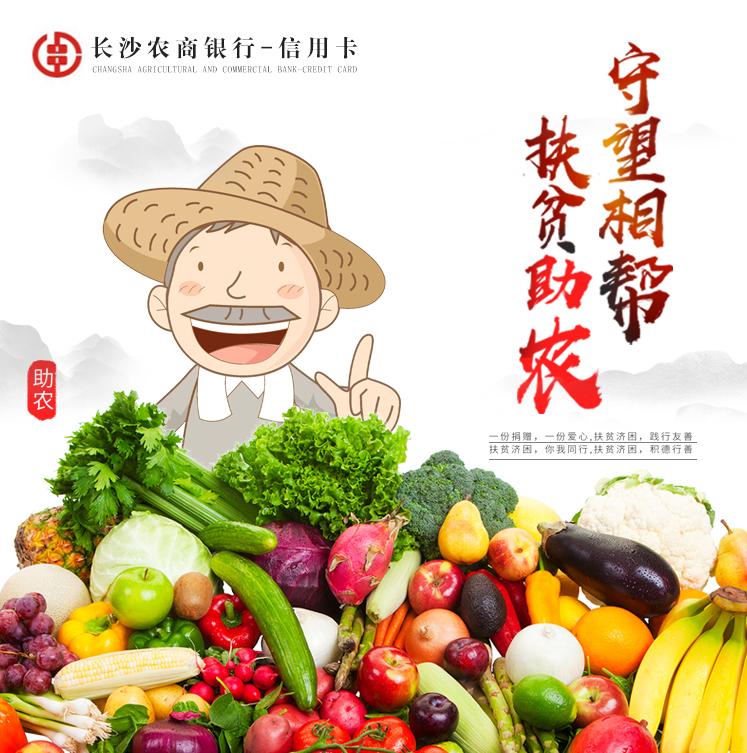 长沙农商银行-信用卡
CHANGSHA AGRICULTURAL AND COMMERCIAL BANK-CREDIT CARD
守望相帮
扶贫助农
助农
一份捐赠，一份爱心,扶贫济困，践行友善
扶贫济困，你我同行,扶贫济困，积德行善